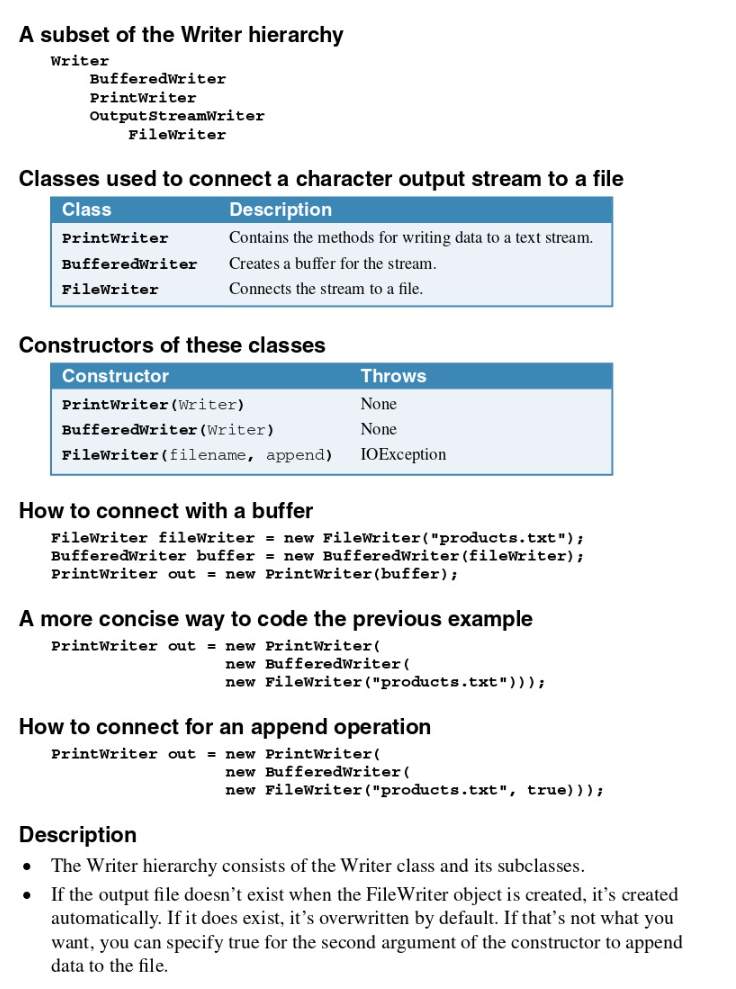 A subset of the Writer hierarchy
Writer
BufferedWriter
PrintWriter
OutputStreamWriter
FileWriter
Classes used to connect a character output stream to a file
Class Description
PrintWriter Contains the methods for writing data to a text stream.
BufferedWriter Creates a buffer for the stream.
FileWriter Connects the stream to a file.
Constructors of these classes
Constructor Throws
PrintWriter(Writer) None
BufferedWriter(Writer) None
FileWriter(filename, append) IOException
How to connect with a buffer
FileWriter fileWriter = new FileWriter("products.txt");
BufferedWriter buffer = new BufferedWriter(fileWriter);
PrintWriter out = new PrintWriter(buffer);
A more concise way to code the previous example
PrintWriter out = new PrintWriter(
new BufferedWriter(
new FileWriter("products.txt")));
How to connect for an append operation
PrintWriter out = new PrintWriter(
new BufferedWriter(
new FileWriter("products.txt", true)));
Description
• The Writer hierarchy consists of the Writer class and its subclasses.
• If the output file doesn’t exist when the FileWriter object is created, it’s created
automatically. If it does exist, it’s overwritten by default. If that’s not what you
want, you can specify true for the second argument of the constructor to append
data to the file.